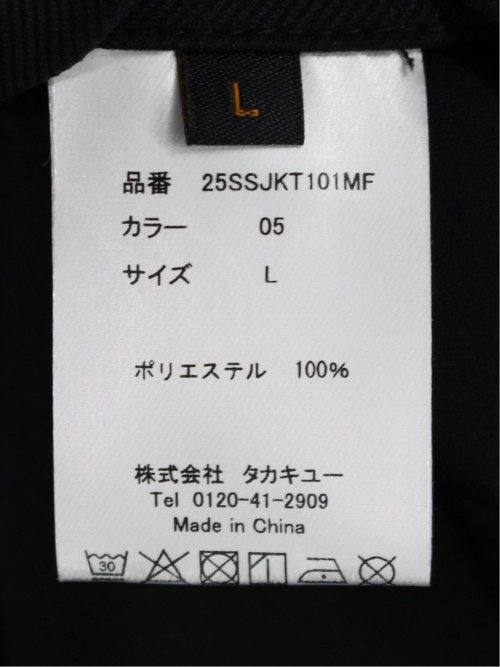 L
品番 25SSJKT101MF
カラー 05
サイズ L
ポリエステル 100%
株式会社 タカキユー
Tel 0120-41-2909
Made in China
30